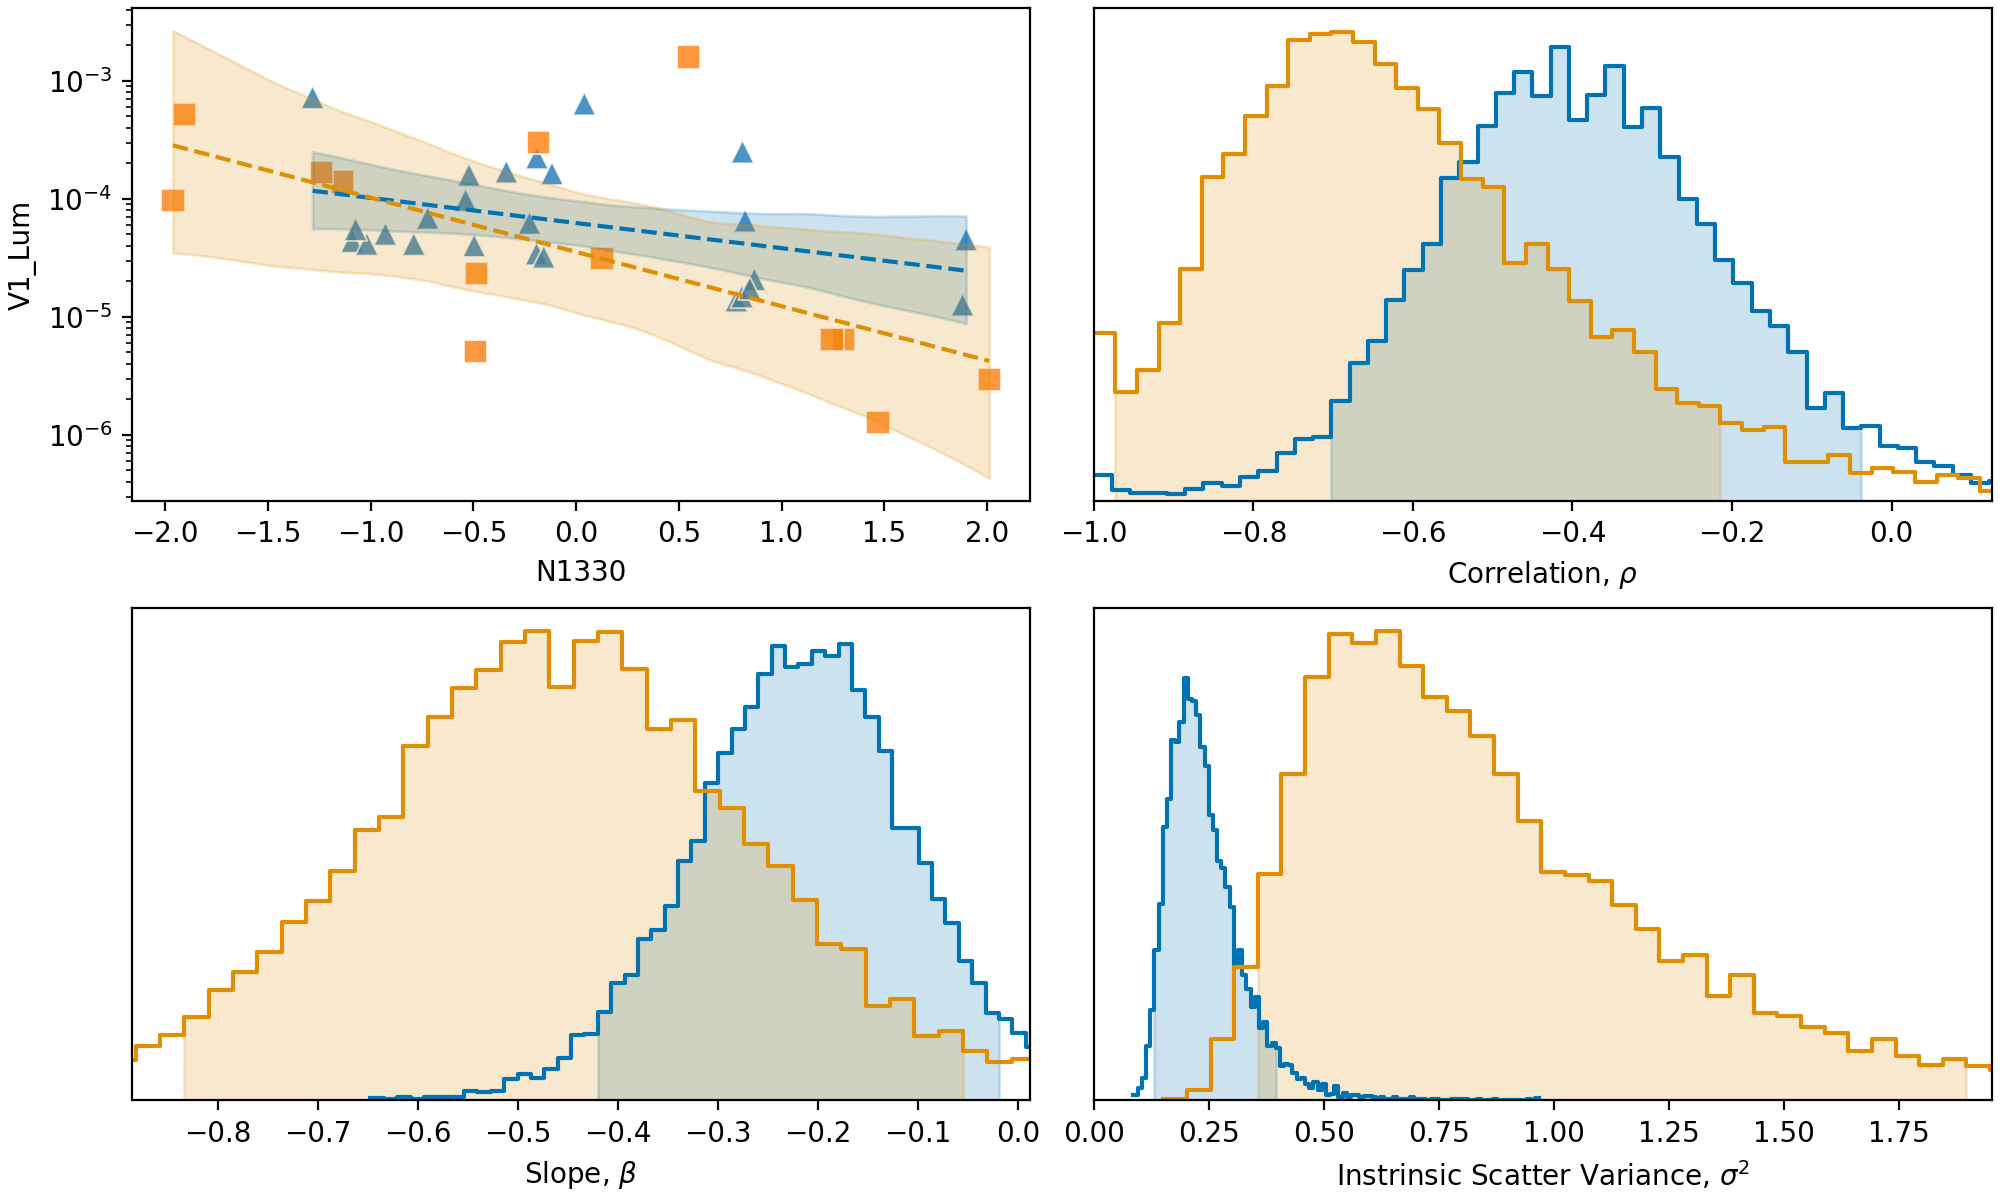 V1_Lum
10⁻³
10⁻⁴
10⁻⁵
10⁻⁶
−2.0 −1.5 −1.0 −0.5 0.0 0.5 1.0 1.5 2.0
N1330
−1.0 −0.8 −0.6 −0.4 −0.2 0.0
Correlation, ρ
−0.8 −0.7 −0.6 −0.5 −0.4 −0.3 −0.2 −0.1 0.0
Slope, β
0.00 0.25 0.50 0.75 1.00 1.25 1.50 1.75
Instrinsic Scatter Variance, σ²